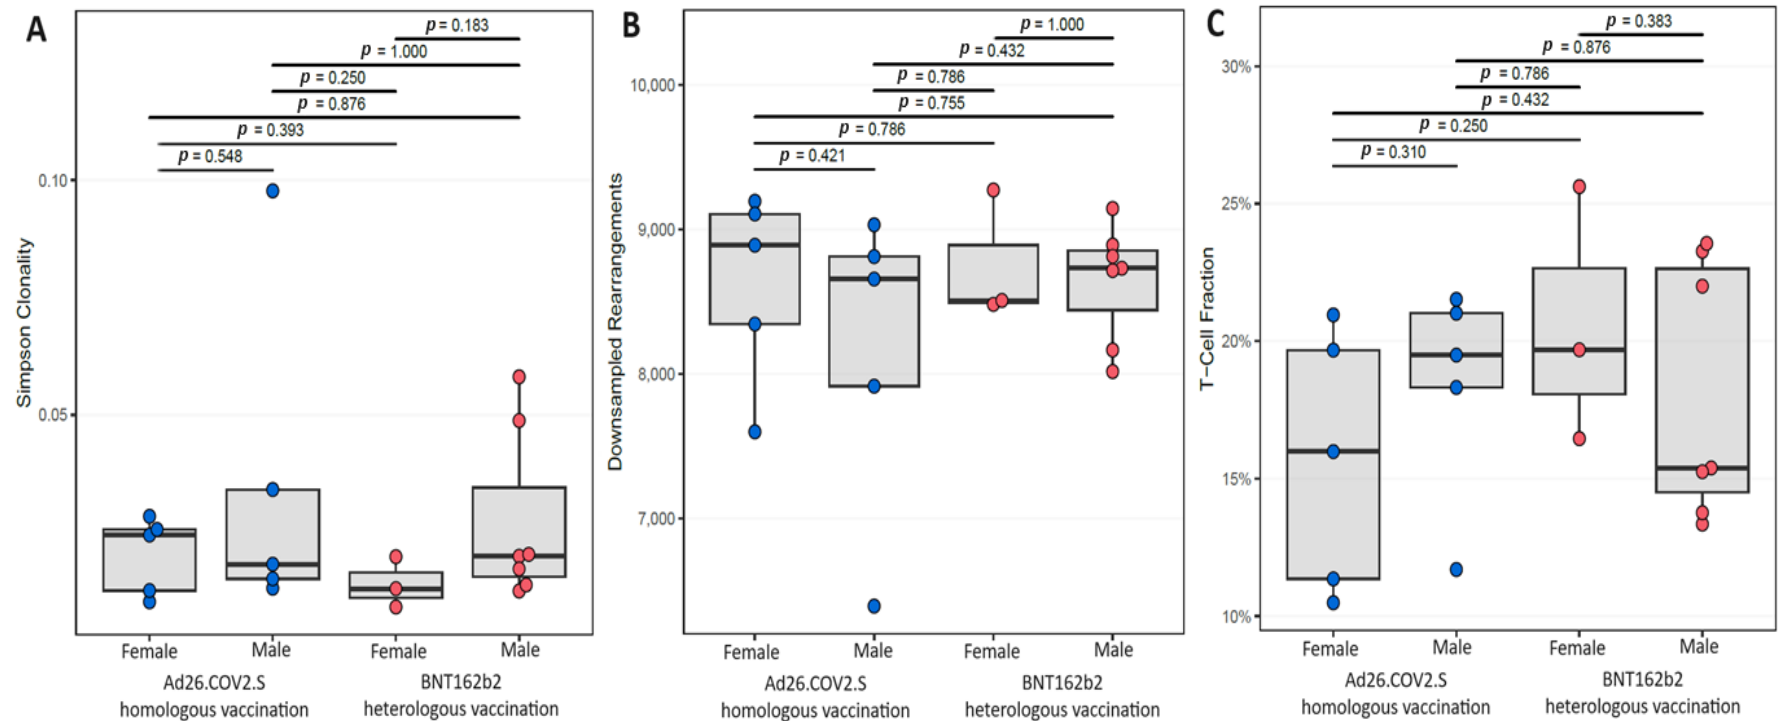 A
p = 0.183
p = 1.000
p = 0.250
p = 0.876
p = 0.393
p = 0.548
0.10
0.05
Simpson Clonality
Female Male Female Male
Ad26.COV2.S BNT162b2
homologous vaccination heterologous vaccination
B
p = 1.000
p = 0.432
p = 0.786
p = 0.755
p = 0.786
p = 0.421
10,000
9,000
8,000
7,000
Downsampled Rearrangements
Female Male Female Male
Ad26.COV2.S BNT162b2
homologous vaccination heterologous vaccination
C
p = 0.383
p = 0.876
p = 0.786
p = 0.432
p = 0.250
p = 0.310
30%
25%
20%
15%
10%
T-Cell Fraction
Female Male Female Male
Ad26.COV2.S BNT162b2
homologous vaccination heterologous vaccination